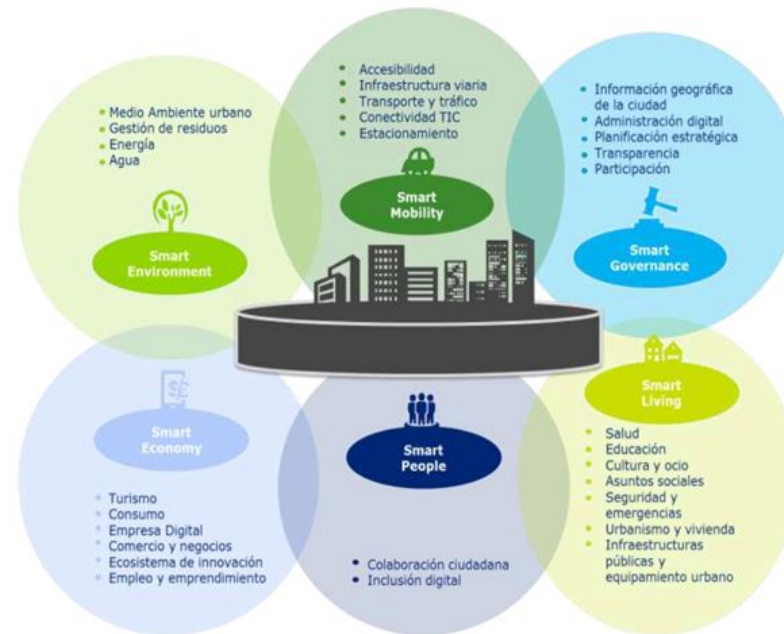 Medio Ambiente urbano
Gestión de residuos
Energía
Agua
Smart
Environment
Accesibilidad
Infraestructura viaria
Transporte y tráfico
Conectividad TIC
Estacionamiento
Smart
Mobility
Información geográfica
de la ciudad
Administración digital
Planificación estratégica
Transparencia
Participación
Smart
Governance
Smart
Economy
Turismo
Consumo
Empresa Digital
Comercio y negocios
Ecosistema de innovación
Empleo y emprendimiento
Smart
People
Colaboración ciudadana
Inclusión digital
Smart
Living
Salud
Educación
Cultura y ocio
Asuntos sociales
Seguridad y
emergencias
Urbanismo y vivienda
Infraestructuras
públicas y
equipamiento urbano